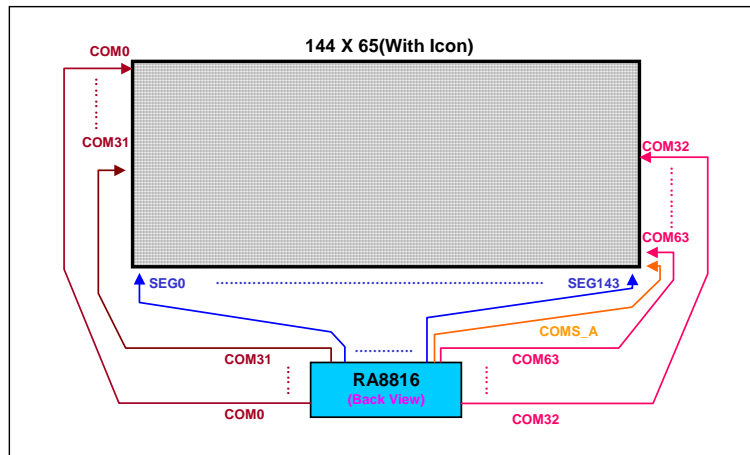 144 X 65(With Icon)
COM0
COM31
COM32
COM63
SEG0
SEG143
COMS_A
COM31
COM63
RA8816
(Back View)
COM0
COM32